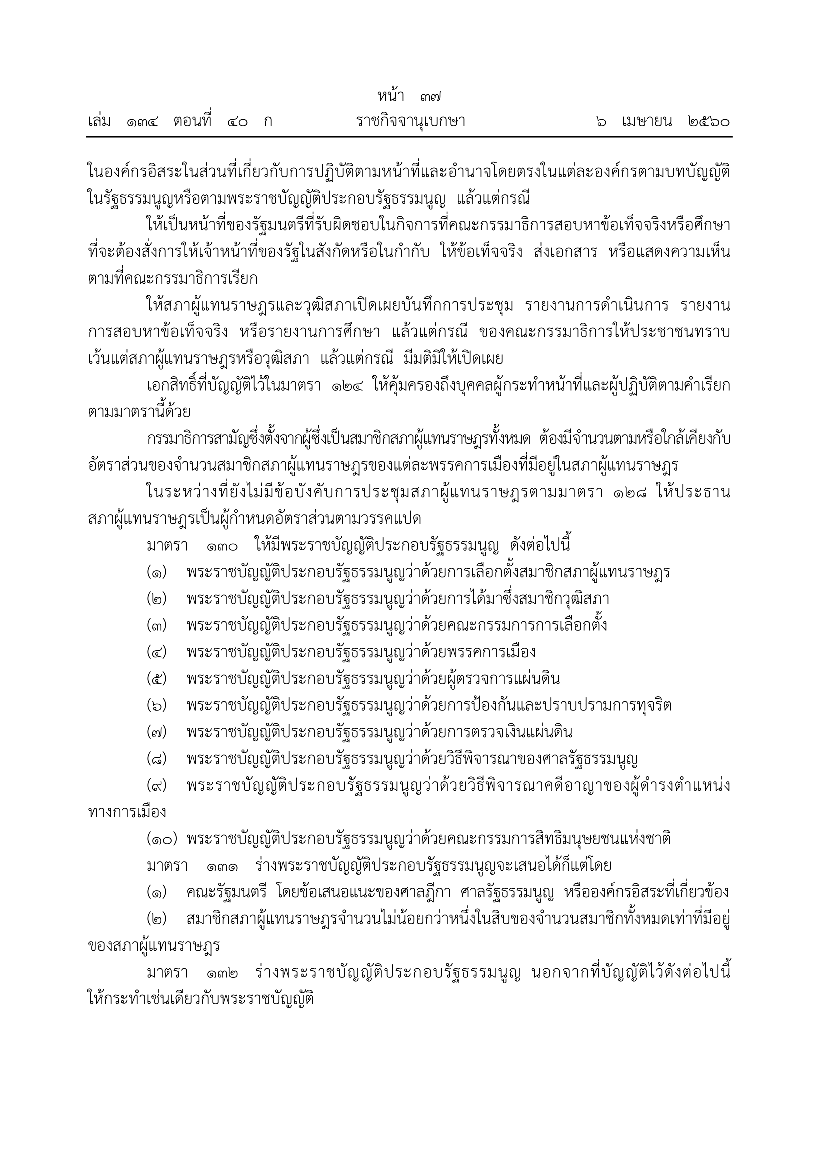 หน้า ๓๗
เล่ม ๑๓๔ ตอนที่ ๔๐ ก ราชกิจจานุเบกษา ๖ เมษายน ๒๕๖๐
ในองค์กรอิสระในส่วนที่เกี่ยวกับการปฏิบัติตามหน้าที่และอำนาจโดยตรงในแต่ละองค์กรตามบทบัญญัติ
ในรัฐธรรมนูญหรือตามพระราชบัญญัติประกอบรัฐธรรมนูญ แล้วแต่กรณี
ให้เป็นหน้าที่ของรัฐมนตรีที่รับผิดชอบในกิจการที่คณะกรรมาธิการสอบหาข้อเท็จจริงหรือศึกษา
ที่จะต้องสั่งการให้เจ้าหน้าที่ของรัฐในสังกัดหรือในกำกับ ให้ข้อเท็จจริง ส่งเอกสาร หรือแสดงความเห็น
ตามที่คณะกรรมาธิการเรียก
ให้สภาผู้แทนราษฎรและวุฒิสภาเปิดเผยบันทึกการประชุม รายงานการดำเนินการ รายงาน
การสอบหาข้อเท็จจริง หรือรายงานการศึกษา แล้วแต่กรณี ของคณะกรรมาธิการให้ประชาชนทราบ
เว้นแต่สภาผู้แทนราษฎรหรือวุฒิสภา แล้วแต่กรณี มีมติมิให้เปิดเผย
เอกสิทธิ์ที่บัญญัติไว้ในมาตรา ๑๒๔ ให้คุ้มครองถึงบุคคลผู้กระทำหน้าที่และผู้ปฏิบัติตามคำเรียก
ตามมาตรานี้ด้วย
กรรมาธิการสามัญซึ่งตั้งจากผู้ซึ่งเป็นสมาชิกสภาผู้แทนราษฎรทั้งหมด ต้องมีจำนวนตามหรือใกล้เคียงกับ
อัตราส่วนของจำนวนสมาชิกสภาผู้แทนราษฎรของแต่ละพรรคการเมืองที่มีอยู่ในสภาผู้แทนราษฎร
ในระหว่างที่ยังไม่มีข้อบังคับการประชุมสภาผู้แทนราษฎรตามมาตรา ๑๒๘ ให้ประธาน
สภาผู้แทนราษฎรเป็นผู้กำหนดอัตราส่วนตามวรรคแปด
มาตรา ๑๓๐ ให้มีพระราชบัญญัติประกอบรัฐธรรมนูญ ดังต่อไปนี้
(๑) พระราชบัญญัติประกอบรัฐธรรมนูญว่าด้วยการเลือกตั้งสมาชิกสภาผู้แทนราษฎร
(๒) พระราชบัญญัติประกอบรัฐธรรมนูญว่าด้วยการได้มาซึ่งสมาชิกวุฒิสภา
(๓) พระราชบัญญัติประกอบรัฐธรรมนูญว่าด้วยคณะกรรมการการเลือกตั้ง
(๔) พระราชบัญญัติประกอบรัฐธรรมนูญว่าด้วยพรรคการเมือง
(๕) พระราชบัญญัติประกอบรัฐธรรมนูญว่าด้วยผู้ตรวจการแผ่นดิน
(๖) พระราชบัญญัติประกอบรัฐธรรมนูญว่าด้วยการป้องกันและปราบปรามการทุจริต
(๗) พระราชบัญญัติประกอบรัฐธรรมนูญว่าด้วยการตรวจเงินแผ่นดิน
(๘) พระราชบัญญัติประกอบรัฐธรรมนูญว่าด้วยวิธีพิจารณาของศาลรัฐธรรมนูญ
(๙) พระราชบัญญัติประกอบรัฐธรรมนูญว่าด้วยวิธีพิจารณาคดีอาญาของผู้ดำรงตำแหน่ง
ทางการเมือง
(๑๐) พระราชบัญญัติประกอบรัฐธรรมนูญว่าด้วยคณะกรรมการสิทธิมนุษยชนแห่งชาติ
มาตรา ๑๓๑ ร่างพระราชบัญญัติประกอบรัฐธรรมนูญจะเสนอได้ก็แต่โดย
(๑) คณะรัฐมนตรี โดยข้อเสนอแนะของศาลฎีกา ศาลรัฐธรรมนูญ หรือองค์กรอิสระที่เกี่ยวข้อง
(๒) สมาชิกสภาผู้แทนราษฎรจำนวนไม่น้อยกว่าหนึ่งในสิบของจำนวนสมาชิกทั้งหมดเท่าที่มีอยู่
ของสภาผู้แทนราษฎร
มาตรา ๑๓๒ ร่างพระราชบัญญัติประกอบรัฐธรรมนูญ นอกจากที่บัญญัติไว้ดังต่อไปนี้
ให้กระทำเช่นเดียวกับพระราชบัญญัติ